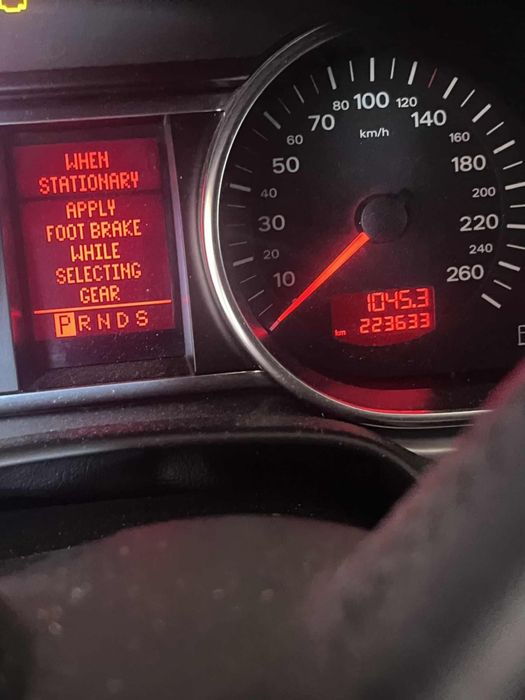 WHEN
STATIONARY
APPLY
FOOT BRAKE
WHILE
SELECTING
GEAR
P R N D S
80 100 120
70 140
km/h
60 160
50 180
40 200
30 220
20 240
10 260
1045.3
km 223633